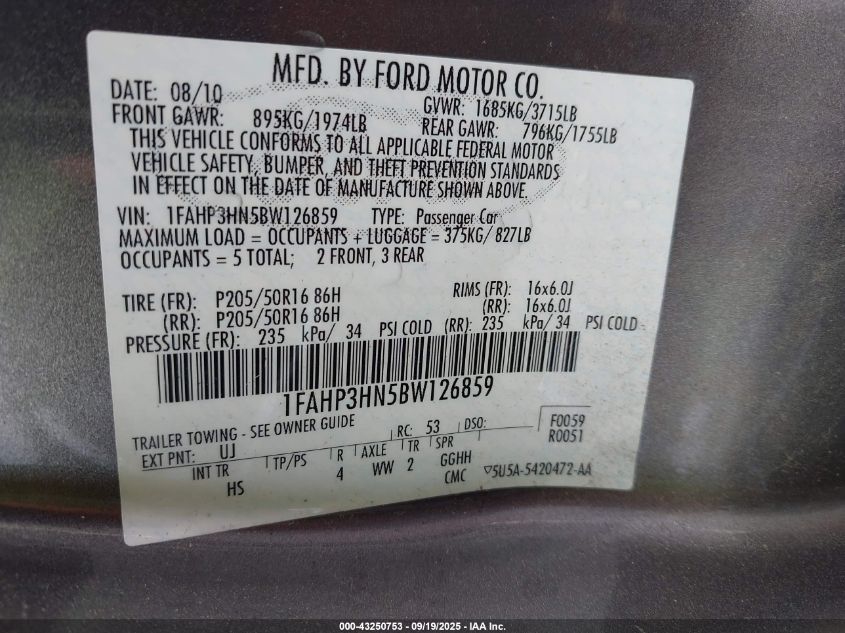 MFD. BY FORD MOTOR CO.
DATE: 08/10 GVWR: 1685KG/3715LB
FRONT GAWR: 895KG/1974LB REAR GAWR: 796KG/1755LB
THIS VEHICLE CONFORMS TO ALL APPLICABLE FEDERAL MOTOR
VEHICLE SAFETY, BUMPER, AND THEFT PREVENTION STANDARDS
IN EFFECT ON THE DATE OF MANUFACTURE SHOWN ABOVE.
VIN: 1FAHP3HN5BW126859 TYPE: Passenger Car
MAXIMUM LOAD = OCCUPANTS + LUGGAGE = 375KG/ 827LB
OCCUPANTS = 5 TOTAL; 2 FRONT, 3 REAR
TIRE (FR): P205/50R16 86H RIMS (FR): 16x6.0J
(RR): P205/50R16 86H (RR): 16x6.0J
PRESSURE (FR): 235 kPa/ 34 PSI COLD (RR): 235 kPa/ 34 PSI COLD
1FAHP3HN5BW126859
TRAILER TOWING - SEE OWNER GUIDE RC: 53 DSO: F0059
EXT PNT: UJ R0051
INT TR TP/PS R AXLE TR SPR
HS 4 WW 2 GGHH
CMC ▽5U5A-5420472-AA
000-43250753 - 09/19/2025 - IAA Inc.